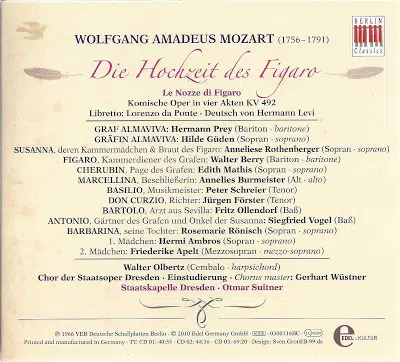 WOLFGANG AMADEUS MOZART (1756–1791)
BERLIN
Classics
Die Hochzeit des Figaro
Le Nozze di Figaro
Komische Oper in vier Akten KV 492
Libretto: Lorenzo da Ponte · Deutsch von Hermann Levi
GRAF ALMAVIVA: Hermann Prey (Bariton · baritone)
GRÄFIN ALMAVIVA: Hilde Güden (Sopran · soprano)
SUSANNA, deren Kammermädchen & Braut des Figaro: Anneliese Rothenberger (Sopran · soprano)
FIGARO, Kammerdiener des Grafen: Walter Berry (Bariton · baritone)
CHERUBIN, Page des Grafen: Edith Mathis (Sopran · soprano)
MARCELLINA, Beschließerin: Annelies Burmeister (Alt · alto)
BASILIO, Musikmeister: Peter Schreier (Tenor)
DON CURZIO, Richter: Jürgen Förster (Tenor)
BARTOLO, Arzt aus Sevilla: Fritz Ollendorf (Baß)
ANTONIO, Gärtner des Grafen und Onkel der Susanna: Siegfried Vogel (Baß)
BARBARINA, seine Tochter: Rosemarie Rönisch (Sopran · soprano)
1. Mädchen: Hermi Ambros (Sopran · soprano)
2. Mädchen: Friederike Apelt (Mezzosopran · mezzo-soprano)
Walter Olbertz (Cembalo · harpsichord)
Chor der Staatsoper Dresden · Einstudierung · Chorus master: Gerhart Wüstner
Staatskapelle Dresden · Otmar Suitner
℗ 1966 VEB Deutsche Schallplatten Berlin · © 2010 Edel Germany GmbH · 0300116BC
Printed and manufactured in Germany · TT: CD 01: 40:35 · CD 02: 44:36 · CD 03: 69:20 · Design: Sven.Grot@B-99.de
EDEL:KULTUR